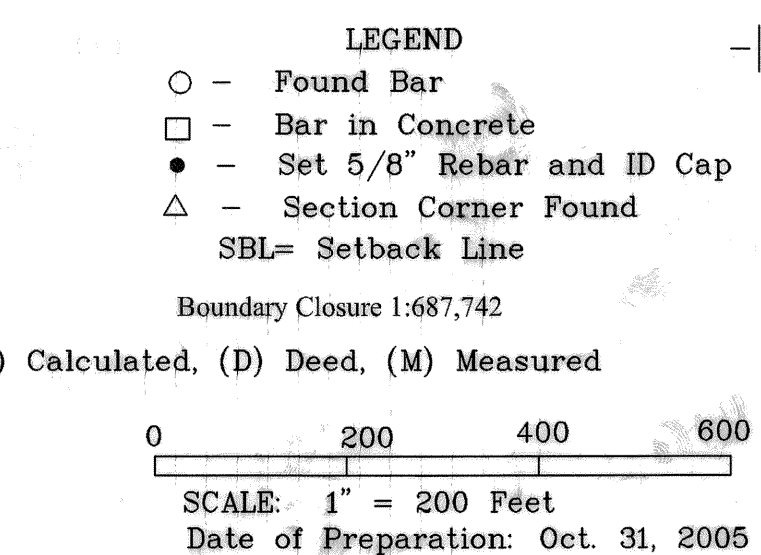 LEGEND
○ – Found Bar
□ – Bar in Concrete
● – Set 5/8" Rebar and ID Cap
△ – Section Corner Found
SBL= Setback Line
Boundary Closure 1:687,742
) Calculated, (D) Deed, (M) Measured
0 200 400 600
SCALE: 1" = 200 Feet
Date of Preparation: Oct. 31, 2005